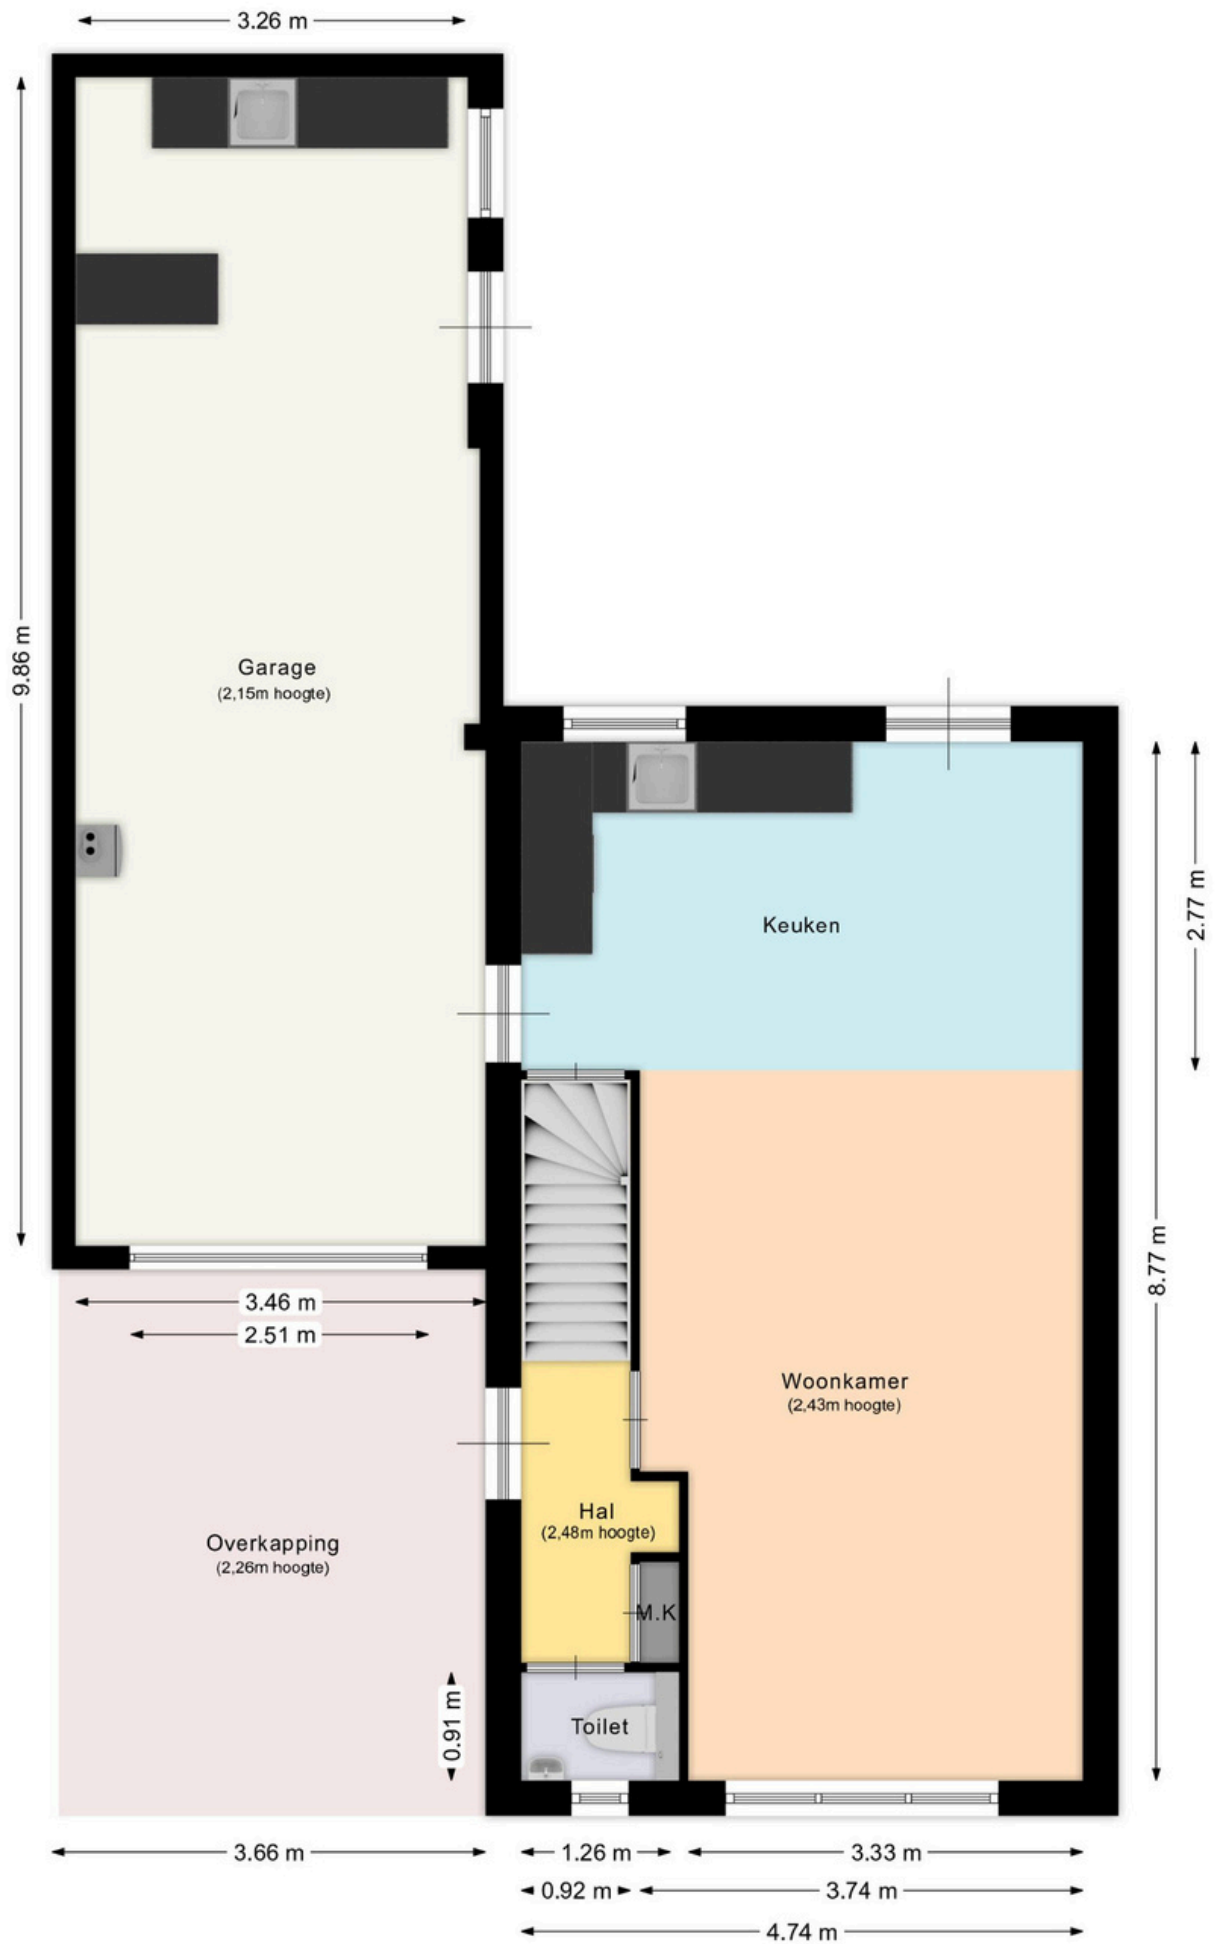 3.26 m
9.86 m
Garage
(2,15m hoogte)
2.77 m
Keuken
8.77 m
3.46 m
2.51 m
Woonkamer
(2,43m hoogte)
Hal
(2,48m hoogte)
Overkapping
(2,26m hoogte)
M.K
0.91 m
Toilet
3.66 m
1.26 m
3.33 m
0.92 m
3.74 m
4.74 m